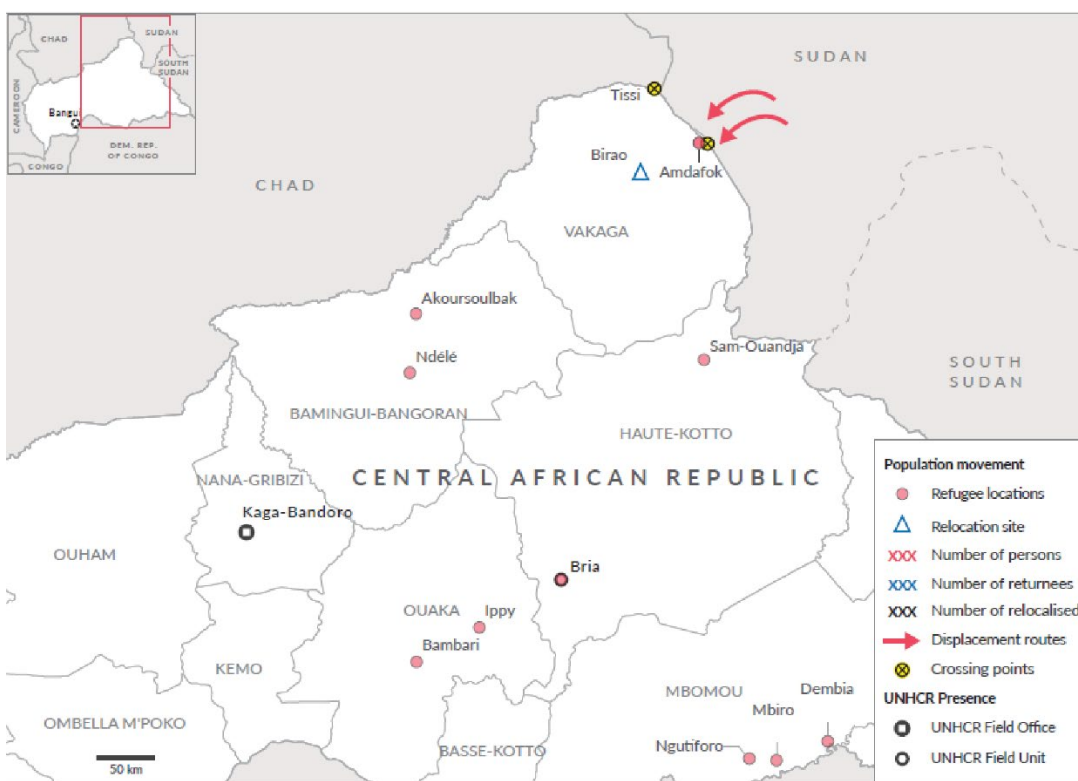 CHAD
SUDAN
SOUTH
SUDAN
CAMEROON
Bangui
DEM. REP.
OF CONGO
CONGO
SUDAN
Tissi
Birao
Amdafok
CHAD
VAKAGA
Akoursoulbak
Ndélé
Sam-Ouandja
SOUTH
SUDAN
BAMINGUI-BANGORAN
HAUTE-KOTTO
CENTRAL AFRICAN REPUBLIC
NANA-GRIBIZI
Kaga-Bandoro
OUHAM
Bria
OUAKA
Ippy
Bambari
KEMO
MBOMOU
Dembia
Mbiro
Ngutiforo
OMBELLA M'POKO
BASSE-KOTTO
50 km
Population movement
Refugee locations
Relocation site
XXX Number of persons
XXX Number of returnees
XXX Number of relocalised
Displacement routes
Crossing points
UNHCR Presence
UNHCR Field Office
UNHCR Field Unit